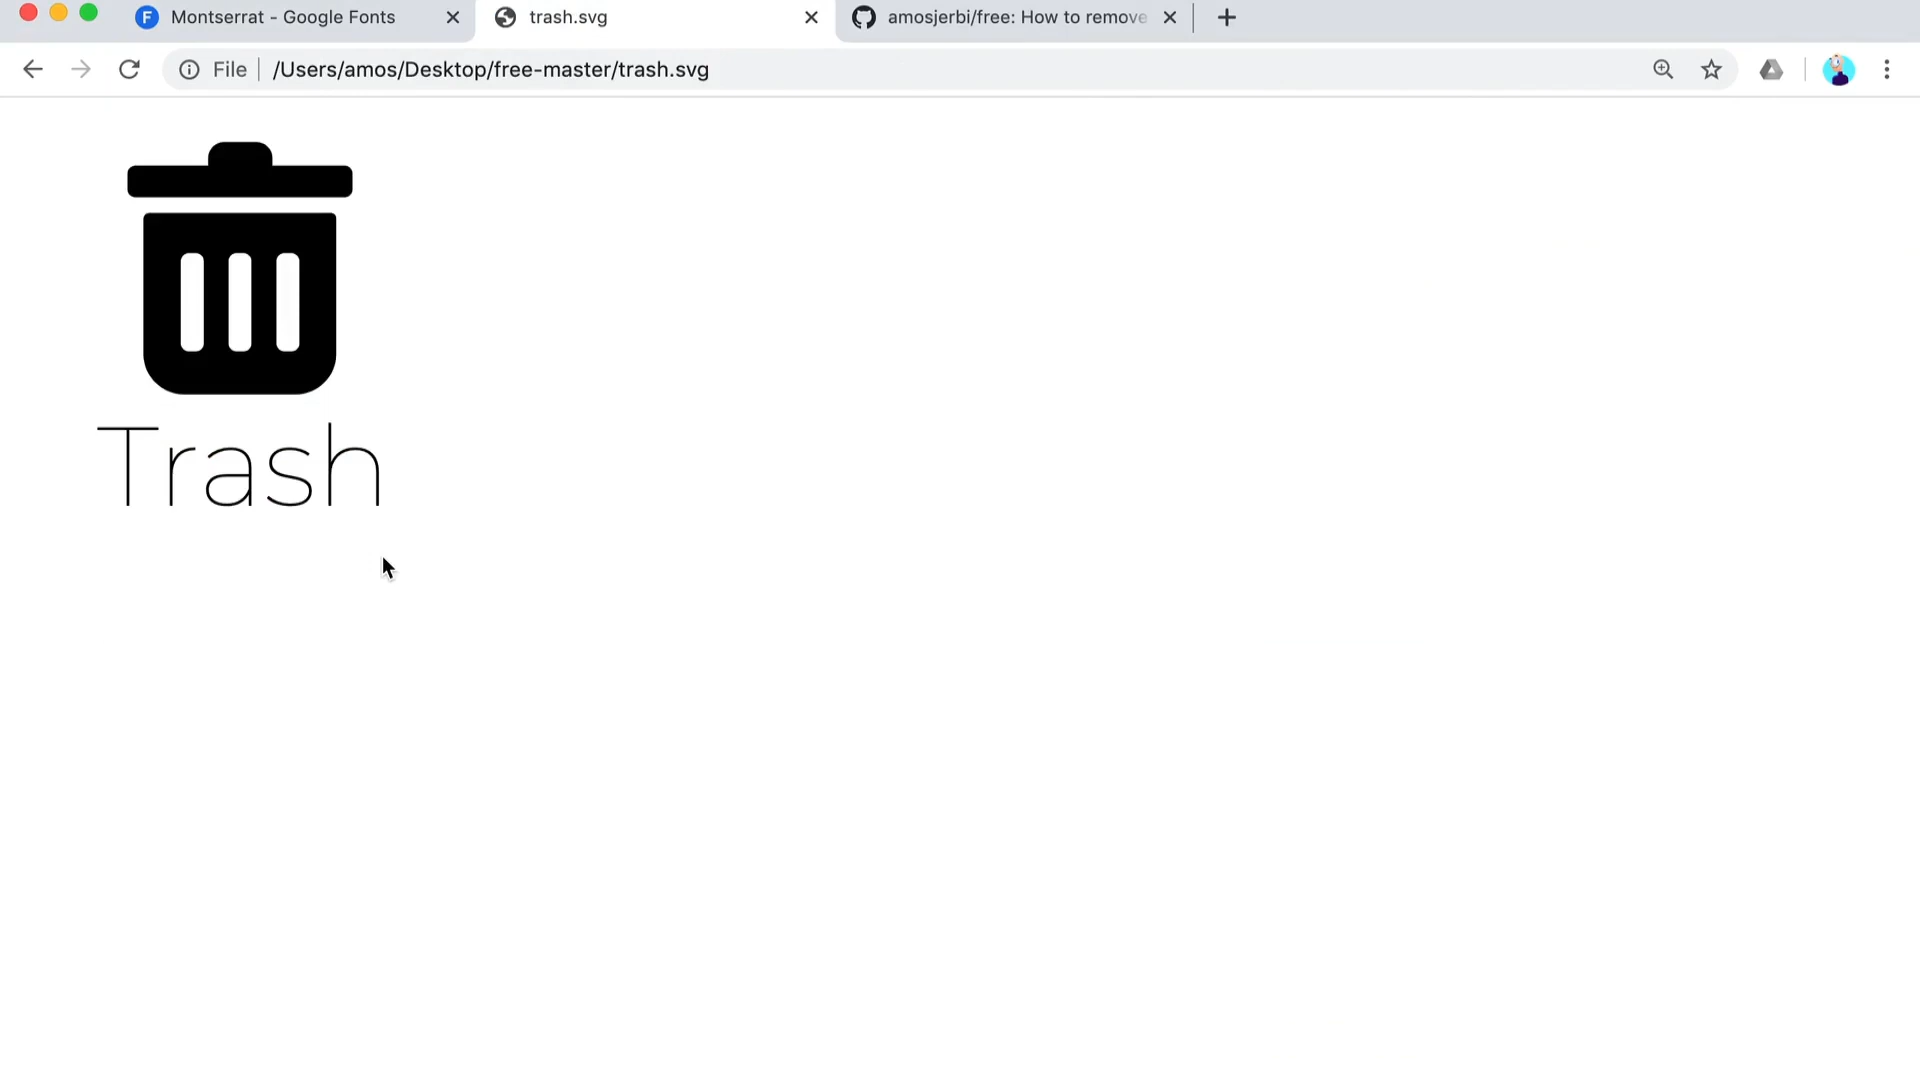 F Montserrat - Google Fonts
trash.svg
amosjerbi/free: How to remove
File
/Users/amos/Desktop/free-master/trash.svg
Trash